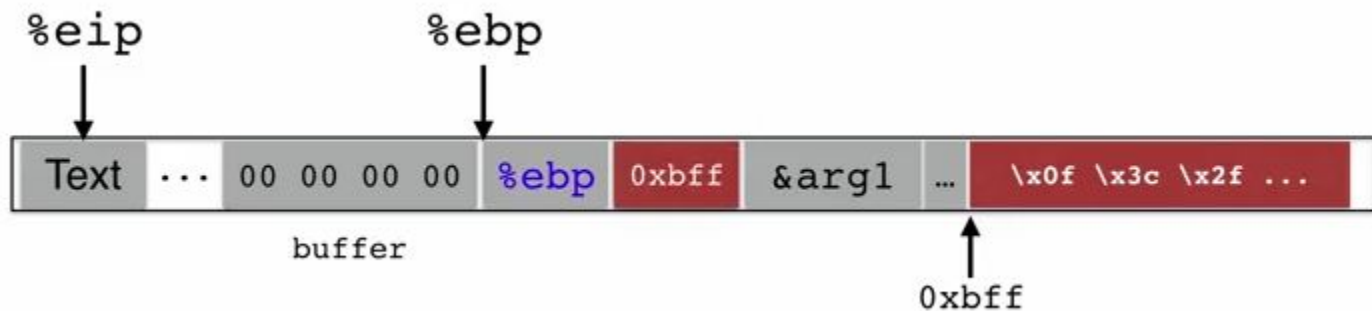 %eip %ebp
Text ... 00 00 00 00 %ebp 0xbff &arg1 ... \x0f \x3c \x2f ...
buffer
0xbff